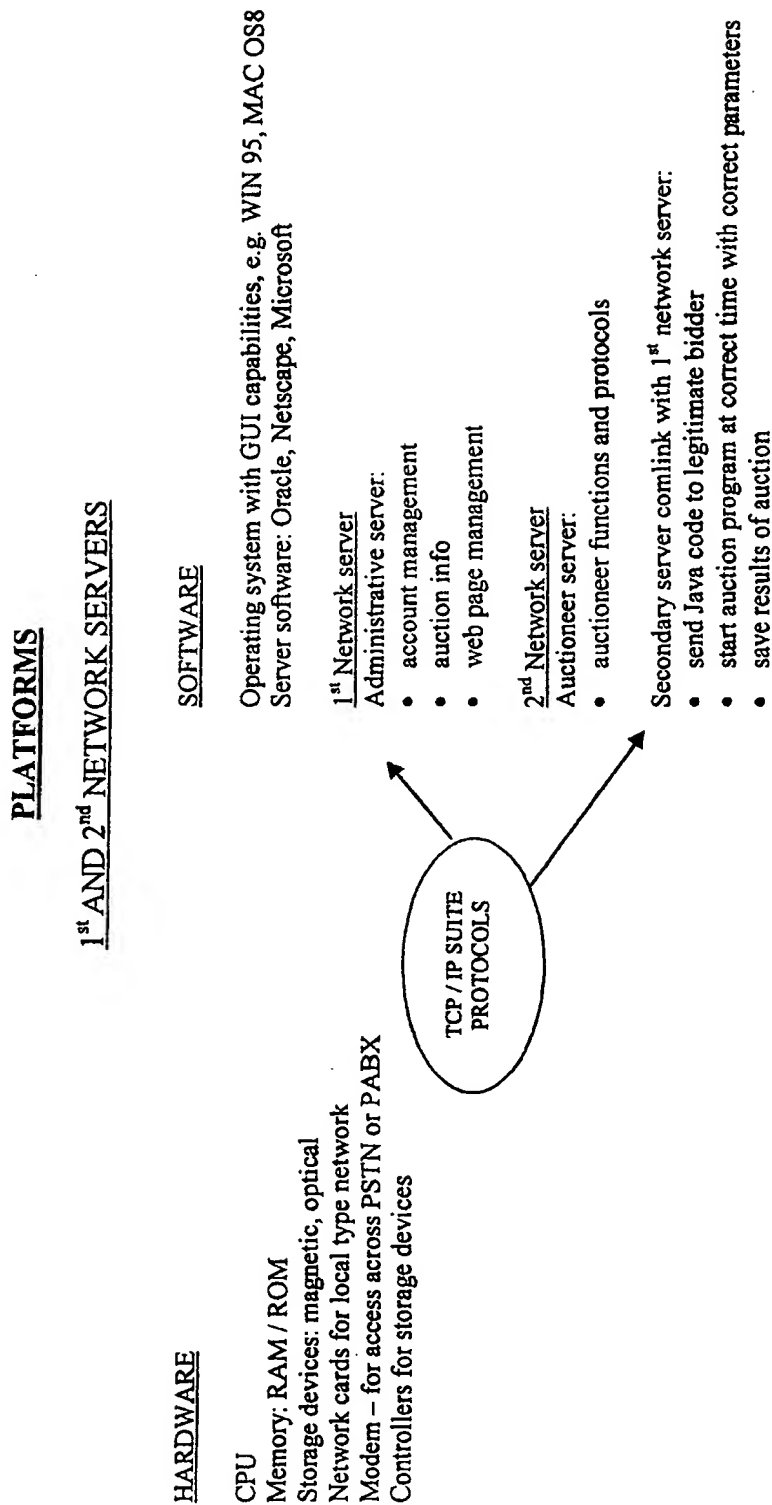 PLATFORMS
1st AND 2nd NETWORK SERVERS
HARDWARE
CPU
Memory: RAM / ROM
Storage devices: magnetic, optical
Network cards for local type network
Modem – for access across PSTN or PABX
Controllers for storage devices
TCP / IP SUITE
PROTOCOLS
SOFTWARE
Operating system with GUI capabilities, e.g. WIN 95, MAC OS8
Server software: Oracle, Netscape, Microsoft
1st Network server
Administrative server:
• account management
• auction info
• web page management
2nd Network server
Auctioneer server:
• auctioneer functions and protocols
Secondary server comlink with 1st network server:
• send Java code to legitimate bidder
• start auction program at correct time with correct parameters
• save results of auction